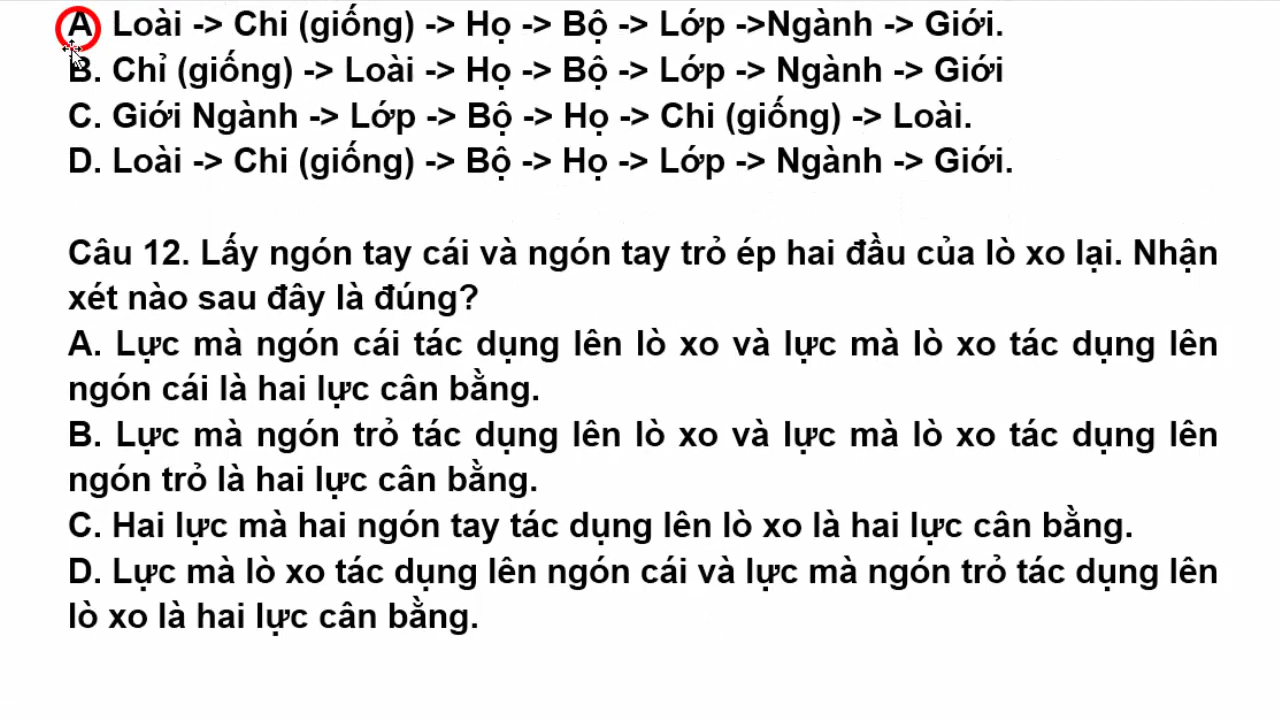 A Loài -> Chi (giống) -> Họ -> Bộ -> Lớp ->Ngành -> Giới.
B. Chỉ (giống) -> Loài -> Họ -> Bộ -> Lớp -> Ngành -> Giới
C. Giới Ngành -> Lớp -> Bộ -> Họ -> Chi (giống) -> Loài.
D. Loài -> Chi (giống) -> Bộ -> Họ -> Lớp -> Ngành -> Giới.
Câu 12. Lấy ngón tay cái và ngón tay trỏ ép hai đầu của lò xo lại. Nhận
xét nào sau đây là đúng?
A. Lực mà ngón cái tác dụng lên lò xo và lực mà lò xo tác dụng lên
ngón cái là hai lực cân bằng.
B. Lực mà ngón trỏ tác dụng lên lò xo và lực mà lò xo tác dụng lên
ngón trỏ là hai lực cân bằng.
C. Hai lực mà hai ngón tay tác dụng lên lò xo là hai lực cân bằng.
D. Lực mà lò xo tác dụng lên ngón cái và lực mà ngón trỏ tác dụng lên
lò xo là hai lực cân bằng.